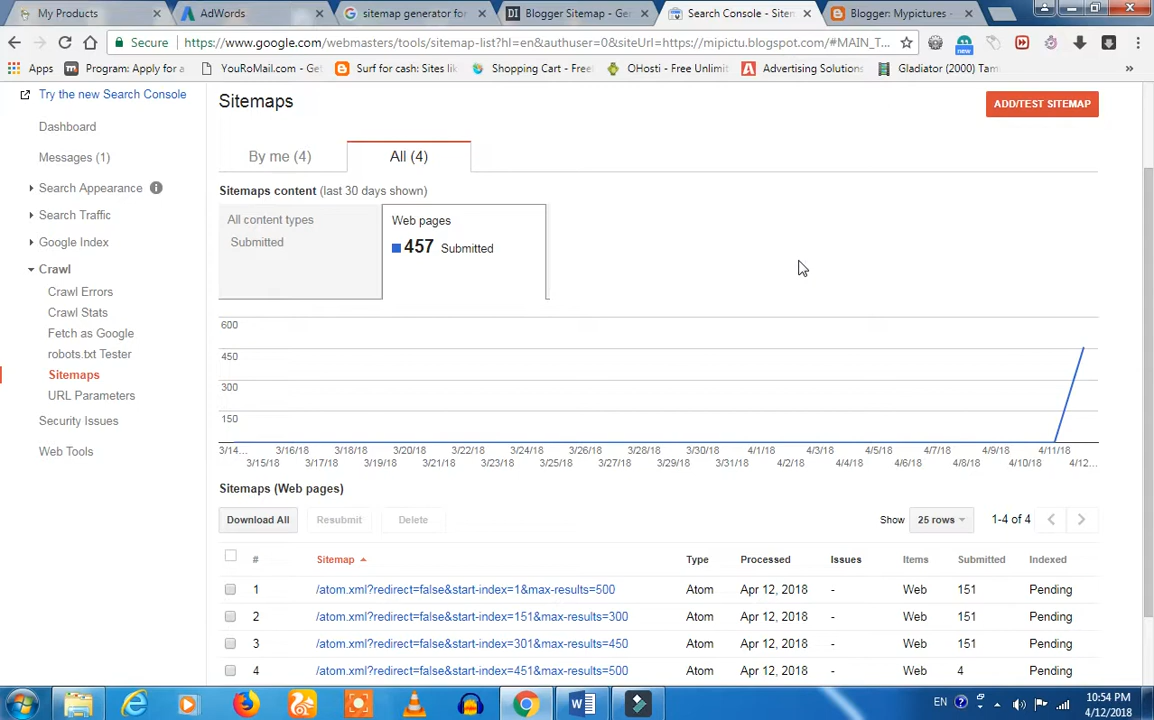 My Products
AdWords
sitemap generator for
Blogger Sitemap - Ge
Search Console - Sitem
Blogger: Mypictures -
Secure
https://www.google.com/webmasters/tools/sitemap-list?hl=en&authuser=0&siteUrl=https://mipictu.blogspot.com/#MAIN_T...
Apps
Program: Apply for a
YouRoMail.com - Get
Surf for cash: Sites lik
Shopping Cart - Free
OHosti - Free Unlimit
Advertising Solutions
Gladiator (2000) Tam
new
Try the new Search Console
Dashboard
Messages (1)
Search Appearance
Search Traffic
Google Index
Crawl
Crawl Errors
Crawl Stats
Fetch as Google
robots.txt Tester
Sitemaps
URL Parameters
Security Issues
Web Tools
Sitemaps
ADD/TEST SITEMAP
By me (4)
All (4)
Sitemaps content (last 30 days shown)
All content types
Submitted
Web pages
457 Submitted
600
450
300
150
3/14... 3/16/18 3/18/18 3/20/18 3/22/18 3/24/18 3/26/18 3/28/18 3/30/18 4/1/18 4/3/18 4/5/18 4/7/18 4/9/18 4/11/18
3/15/18 3/17/18 3/19/18 3/21/18 3/23/18 3/25/18 3/27/18 3/29/18 3/31/18 4/2/18 4/4/18 4/6/18 4/8/18 4/10/18 4/12...
Sitemaps (Web pages)
Download All Resubmit Delete Show 25 rows 1-4 of 4
# Sitemap Type Processed Issues Items Submitted Indexed
1 /atom.xml?redirect=false&start-index=1&max-results=500 Atom Apr 12, 2018 - Web 151 Pending
2 /atom.xml?redirect=false&start-index=151&max-results=300 Atom Apr 12, 2018 - Web 151 Pending
3 /atom.xml?redirect=false&start-index=301&max-results=450 Atom Apr 12, 2018 - Web 151 Pending
4 /atom.xml?redirect=false&start-index=451&max-results=500 Atom Apr 12, 2018 - Web 4 Pending
EN
10:54 PM
4/12/2018